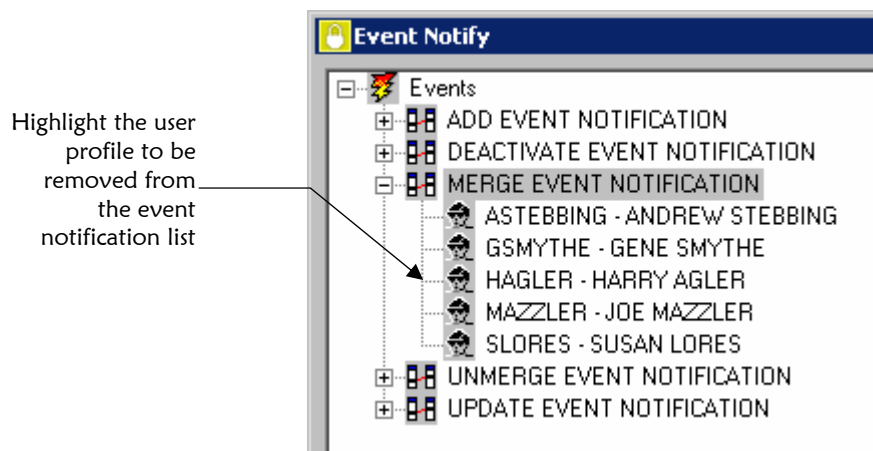 Event Notify
Events
ADD EVENT NOTIFICATION
DEACTIVATE EVENT NOTIFICATION
MERGE EVENT NOTIFICATION
ASTEBBING - ANDREW STEBBING
GSMYTHE - GENE SMYTHE
HAGLER - HARRY AGLER
MAZZLER - JOE MAZZLER
SLORES - SUSAN LORES
UNMERGE EVENT NOTIFICATION
UPDATE EVENT NOTIFICATION
Highlight the user
profile to be
removed from
the event
notification list